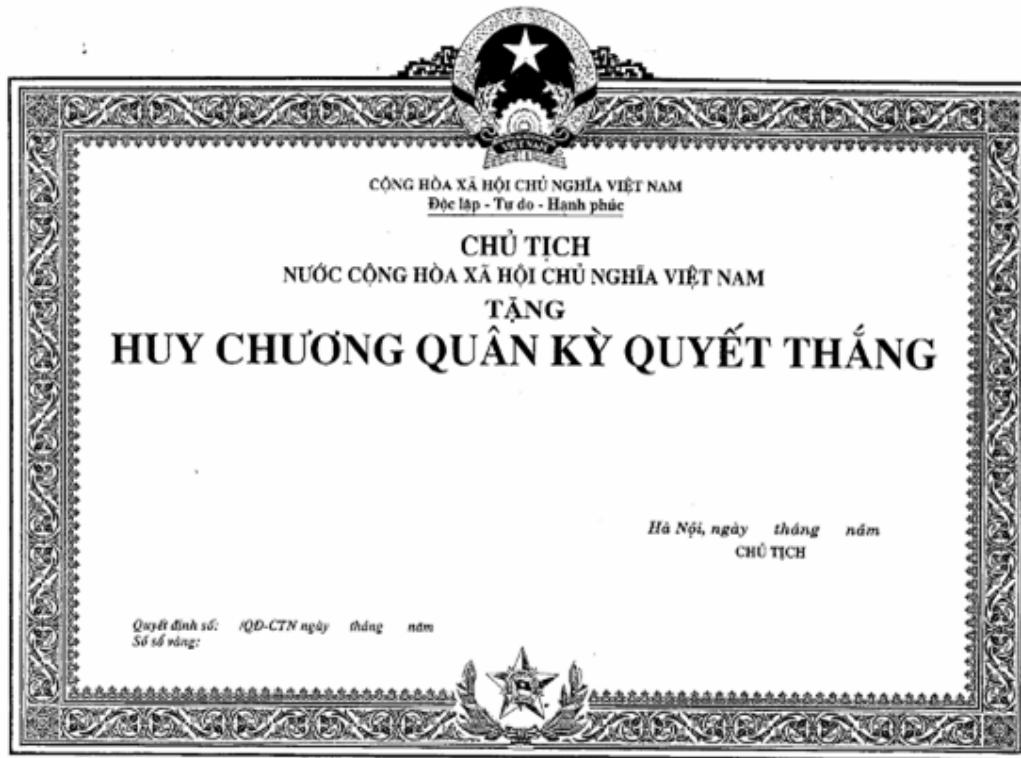 VIỆT NAM
CỘNG HÒA XÃ HỘI CHỦ NGHĨA VIỆT NAM
Độc lập - Tự do - Hạnh phúc
CHỦ TỊCH
NƯỚC CỘNG HÒA XÃ HỘI CHỦ NGHĨA VIỆT NAM
TẶNG
HUY CHƯƠNG QUÂN KỲ QUYẾT THẮNG
Hà Nội, ngày tháng năm
CHỦ TỊCH
Quyết định số: /QĐ-CTN ngày tháng năm
Số sổ vàng: